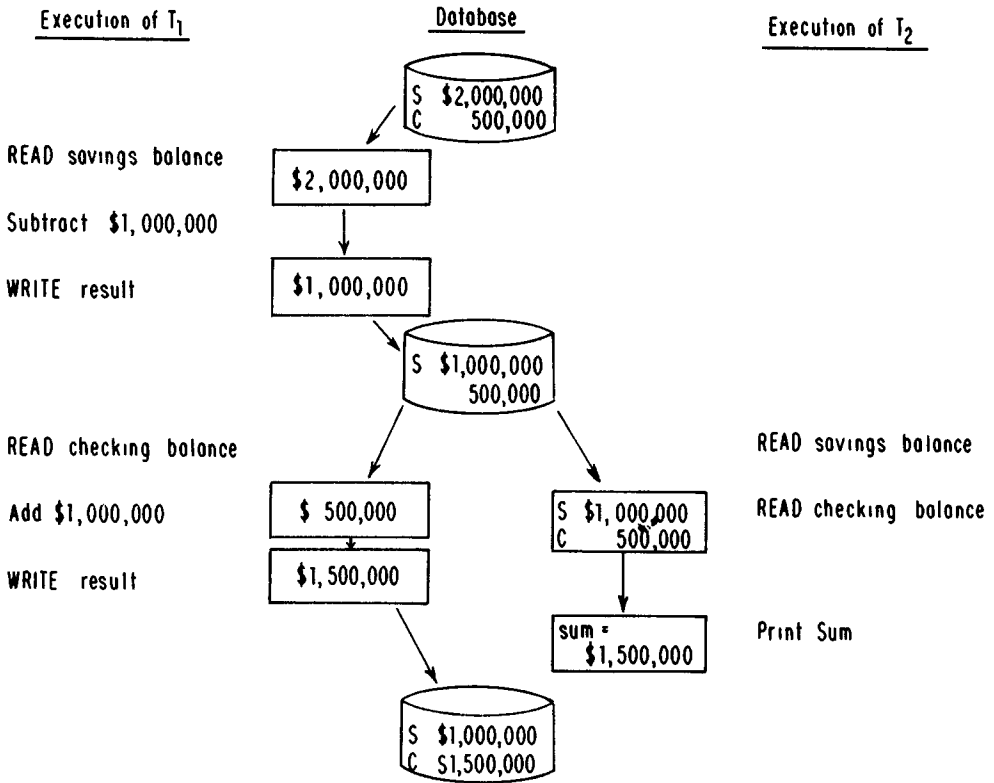 Execution of T1
Database
Execution of T2
S $2,000,000
C 500,000
READ savings balance
$2,000,000
Subtract $1,000,000
WRITE result
$1,000,000
S $1,000,000
500,000
READ checking balance
READ savings balance
Add $1,000,000
$ 500,000
S $1,000,000
C 500,000
READ checking balance
WRITE result
$1,500,000
sum =
$1,500,000
Print Sum
S $1,000,000
C $1,500,000